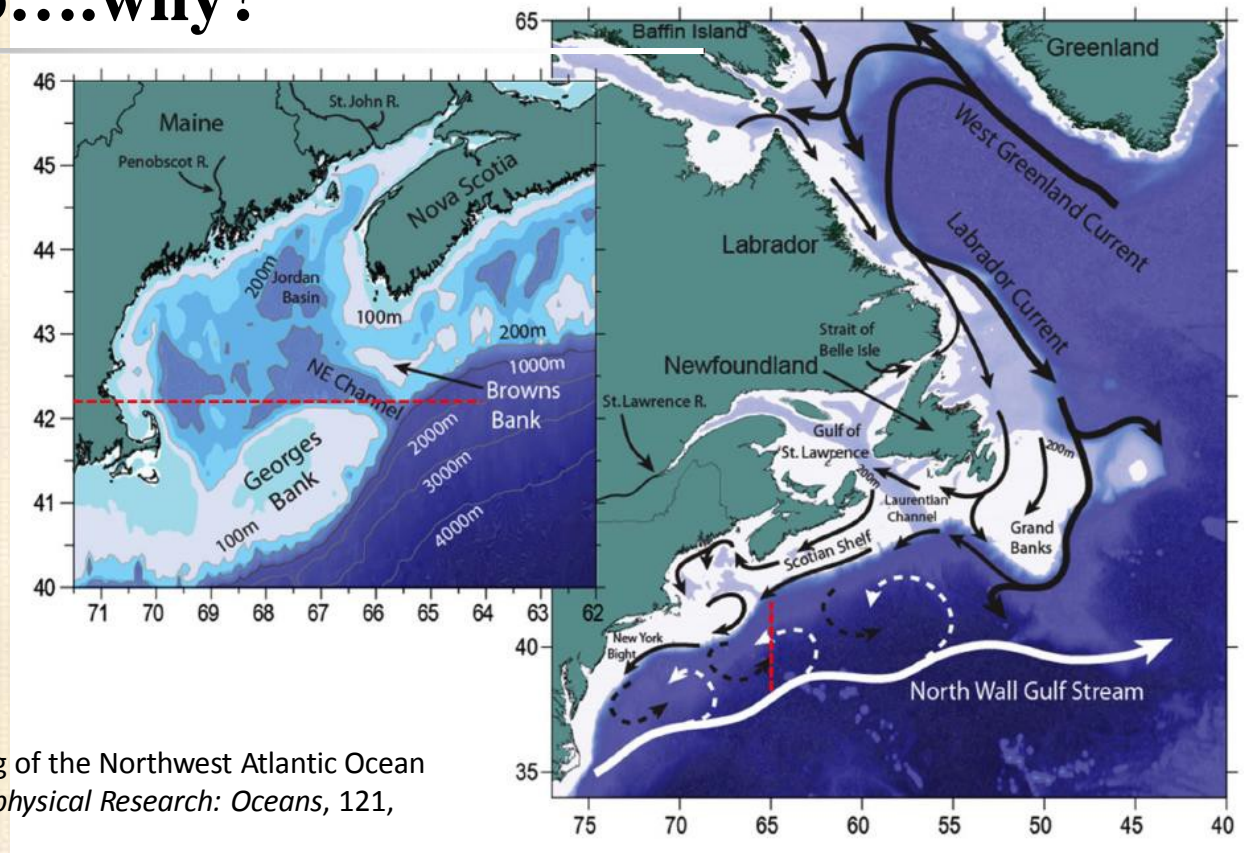 ....why?
46
45
44
43
42
41
40
71
70
69
68
67
66
65
64
63
62
Maine
St. John R.
Penobscot R.
Nova Scotia
200m
Jordan
Basin
100m
200m
1000m
NE Channel
Browns
Bank
2000m
3000m
4000m
Georges
Bank
100m
65
40
35
75
70
65
60
55
50
45
40
Baffin Island
Greenland
West Greenland Current
Labrador
Labrador Current
Strait of
Belle Isle
Newfoundland
St. Lawrence R.
Gulf of
St. Lawrence
200m
200m
Laurentian
Channel
Grand
Banks
Scotian Shelf
New York
Bight
North Wall Gulf Stream
of the Northwest Atlantic Ocean
physical Research: Oceans, 121,